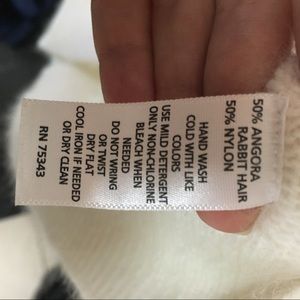 50% ANGORA
RABBIT HAIR
50% NYLON
HAND WASH
COLD WITH LIKE
COLORS
USE MILD DETERGENT
ONLY NON-CHLORINE
BLEACH WHEN
NEEDED
DO NOT WRING
OR TWIST
DRY FLAT
COOL IRON IF NEEDED
OR DRY CLEAN
RN 75343